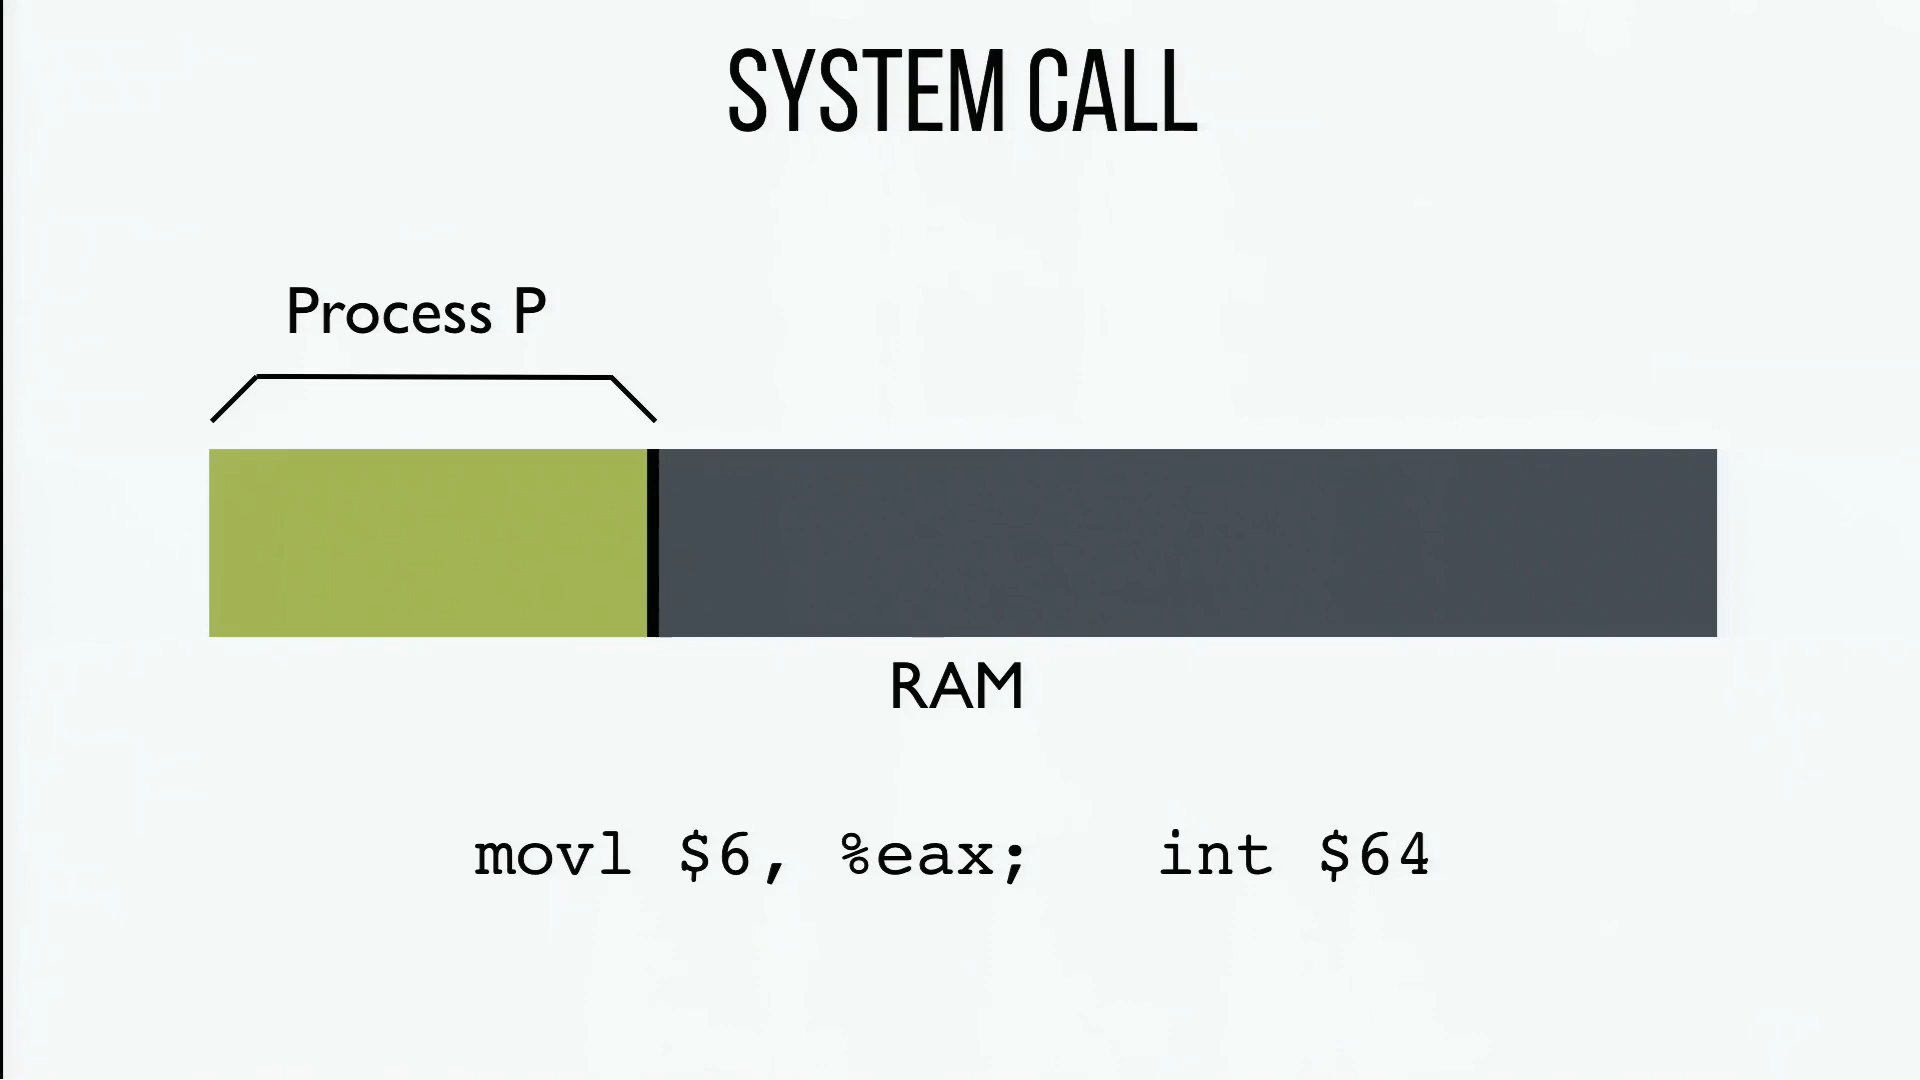 SYSTEM CALL
Process P
RAM
movl $6, %eax; int $64